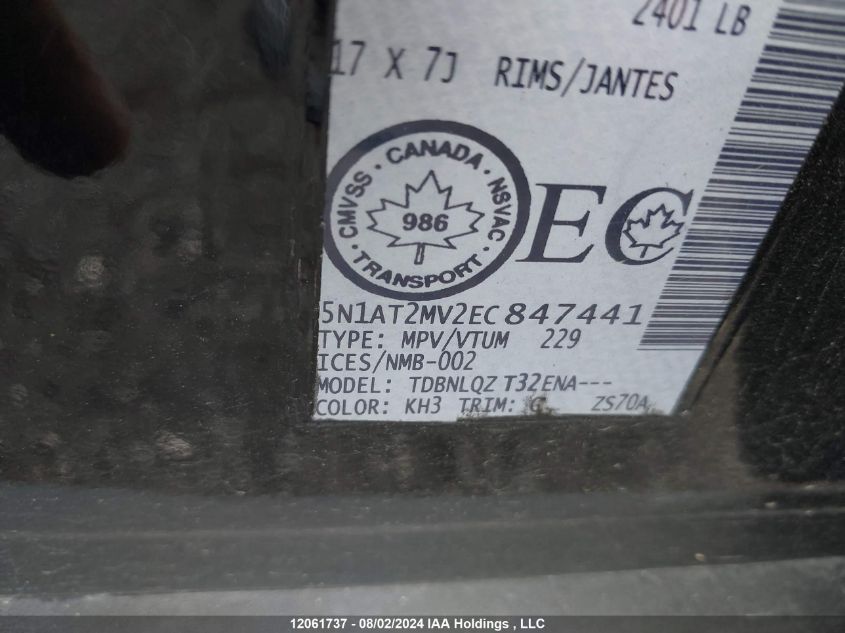 2401 LB
17 X 7J RIMS/JANTES
CMVSS · CANADA · NSVAC · TRANSPORT ·
986
EC
5N1AT2MV2EC847441
TYPE: MPV/VTUM 229
ICES/NMB-002
MODEL: TDBNLQZ T32ENA---
COLOR: KH3 TRIM: G ZS70A
12061737 - 08/02/2024 IAA Holdings , LLC